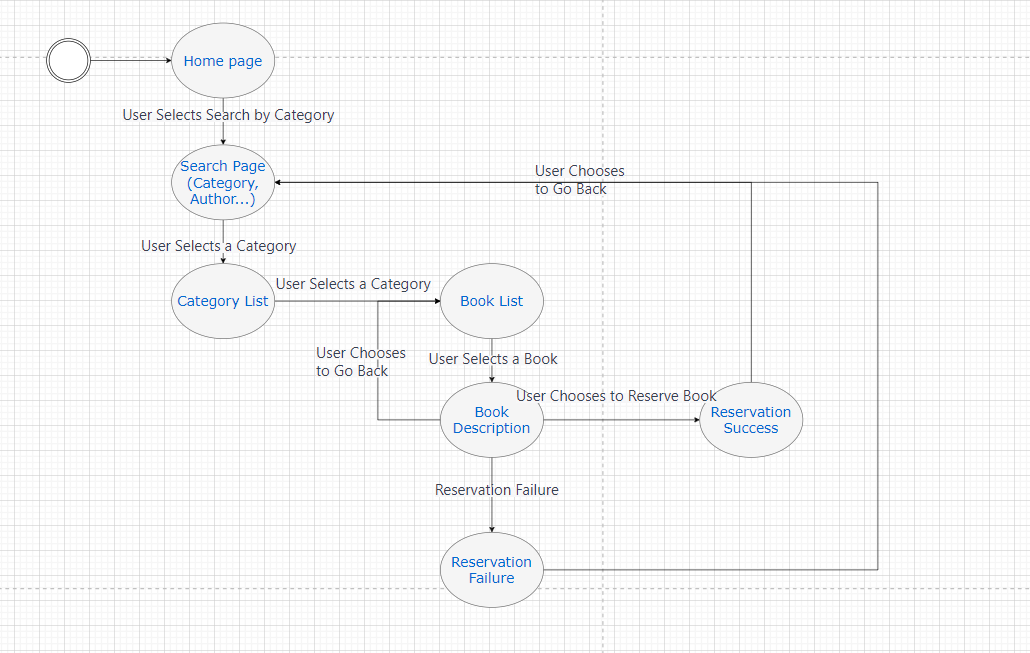 Home page
User Selects Search by Category
Search Page
(Category,
Author...)
User Chooses
to Go Back
User Selects a Category
Category List
User Selects a Category
Book List
User Chooses
to Go Back
User Selects a Book
User Chooses to Reserve Book
Book
Description
Reservation
Success
Reservation Failure
Reservation
Failure